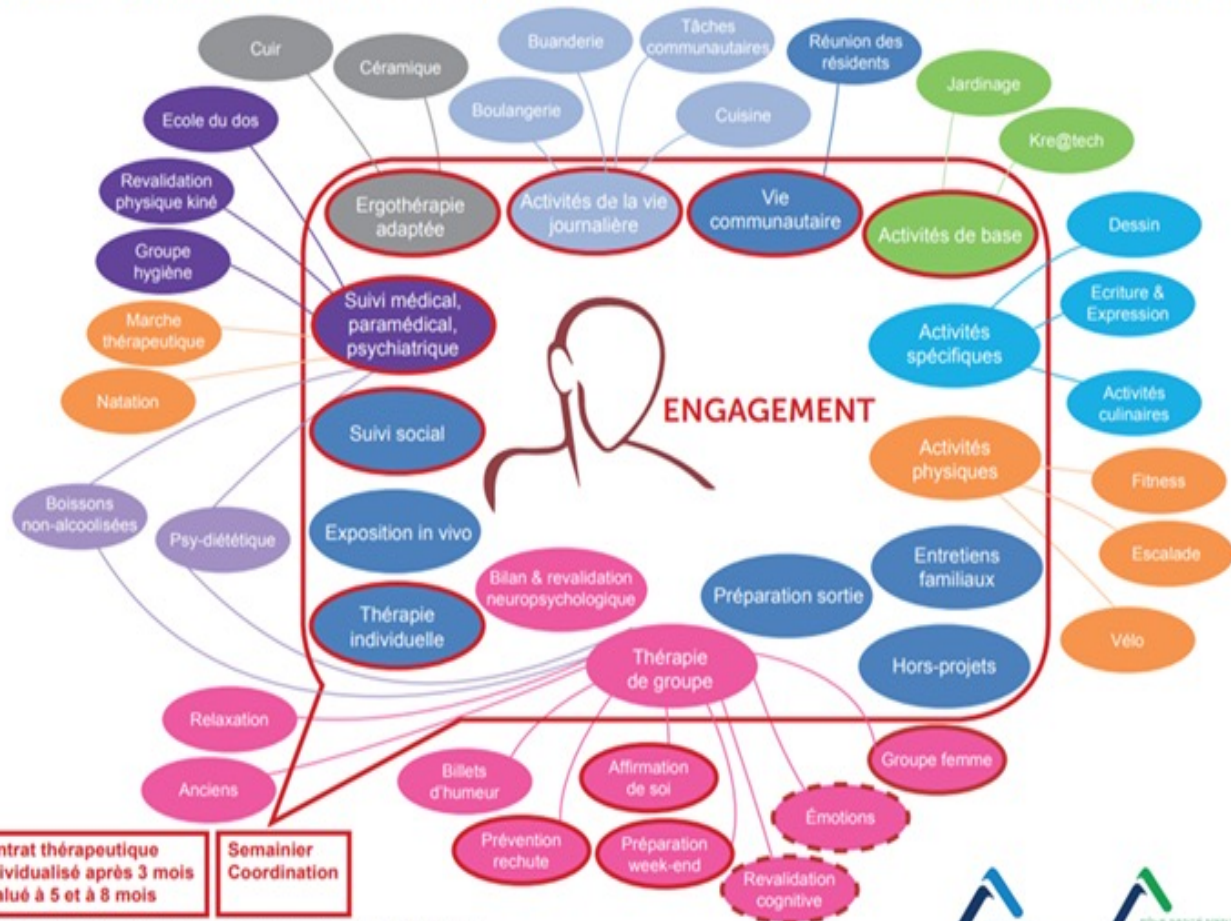 Cuir
Céramique
Buanderie
Boulangerie
Tâches
communautaires
Cuisine
Réunion des
résidents
Jardinage
Kre@tech
Ecole du dos
Revalidation
physique kiné
Groupe
hygiène
Marche
thérapeutique
Natation
Ergothérapie
adaptée
Activités de la vie
journalière
Vie
communautaire
Activités de base
Dessin
Ecriture &
Expression
Activités
culinaires
Suivi médical,
paramédical,
psychiatrique
Activités
spécifiques
ENGAGEMENT
Suivi social
Activités
physiques
Fitness
Escalade
Vélo
Boissons
non-alcoolisées
Psy-diététique
Exposition in vivo
Bilan & revalidation
neuropsychologique
Préparation sortie
Entretiens
familiaux
Thérapie
individuelle
Thérapie
de groupe
Hors-projets
Relaxation
Anciens
Billets
d'humeur
Affirmation
de soi
Groupe femme
Prévention
rechute
Préparation
week-end
Émotions
Revalidation
cognitive
ntrat thérapeutique
ividualisé après 3 mois
alué à 5 et à 8 mois
Semainier
Coordination